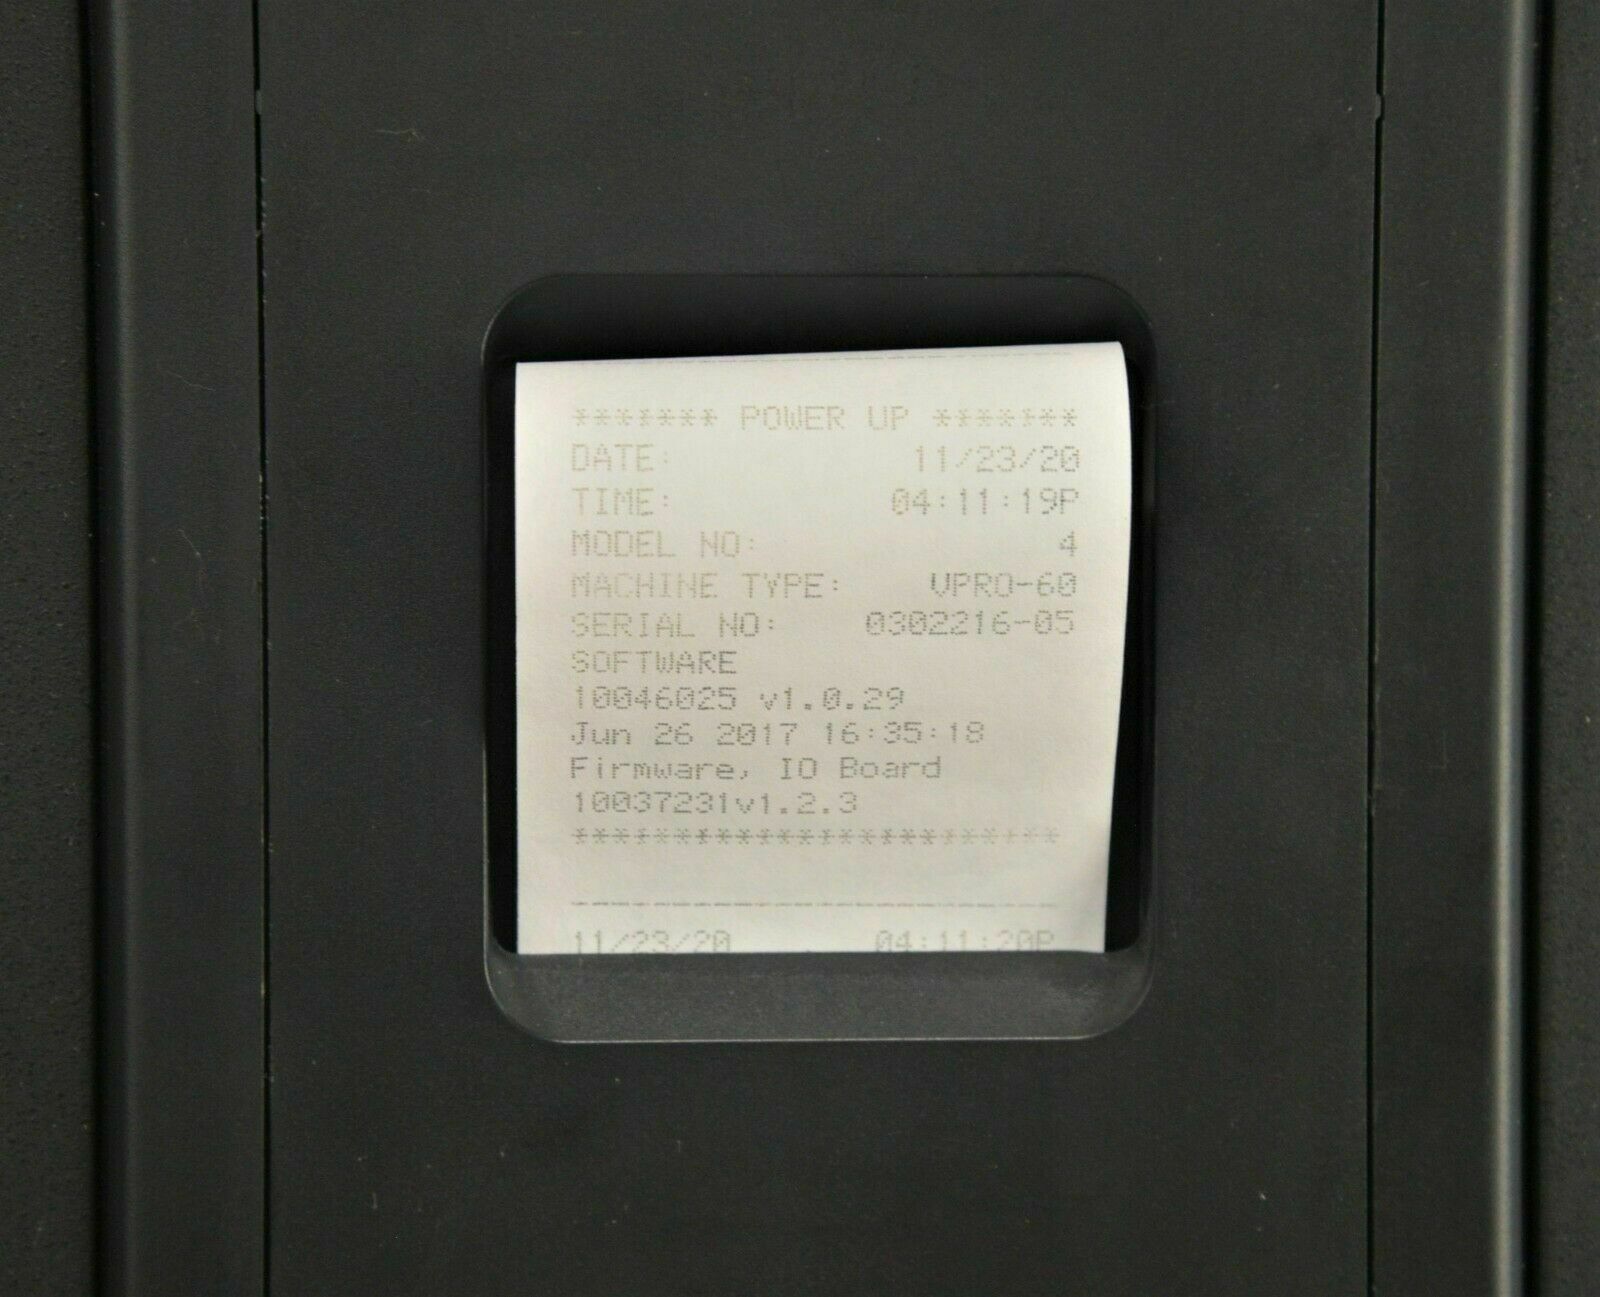 ******* POWER UP *******
DATE: 11/23/20
TIME: 04:11:19P
MODEL NO: 4
MACHINE TYPE: VPRO-60
SERIAL NO: 0302216-05
SOFTWARE
10046025 v1.0.29
Jun 26 2017 16:35:18
Firmware, IO Board
10037231v1.2.3
************************
------------------------
11/23/20 04:11:20P